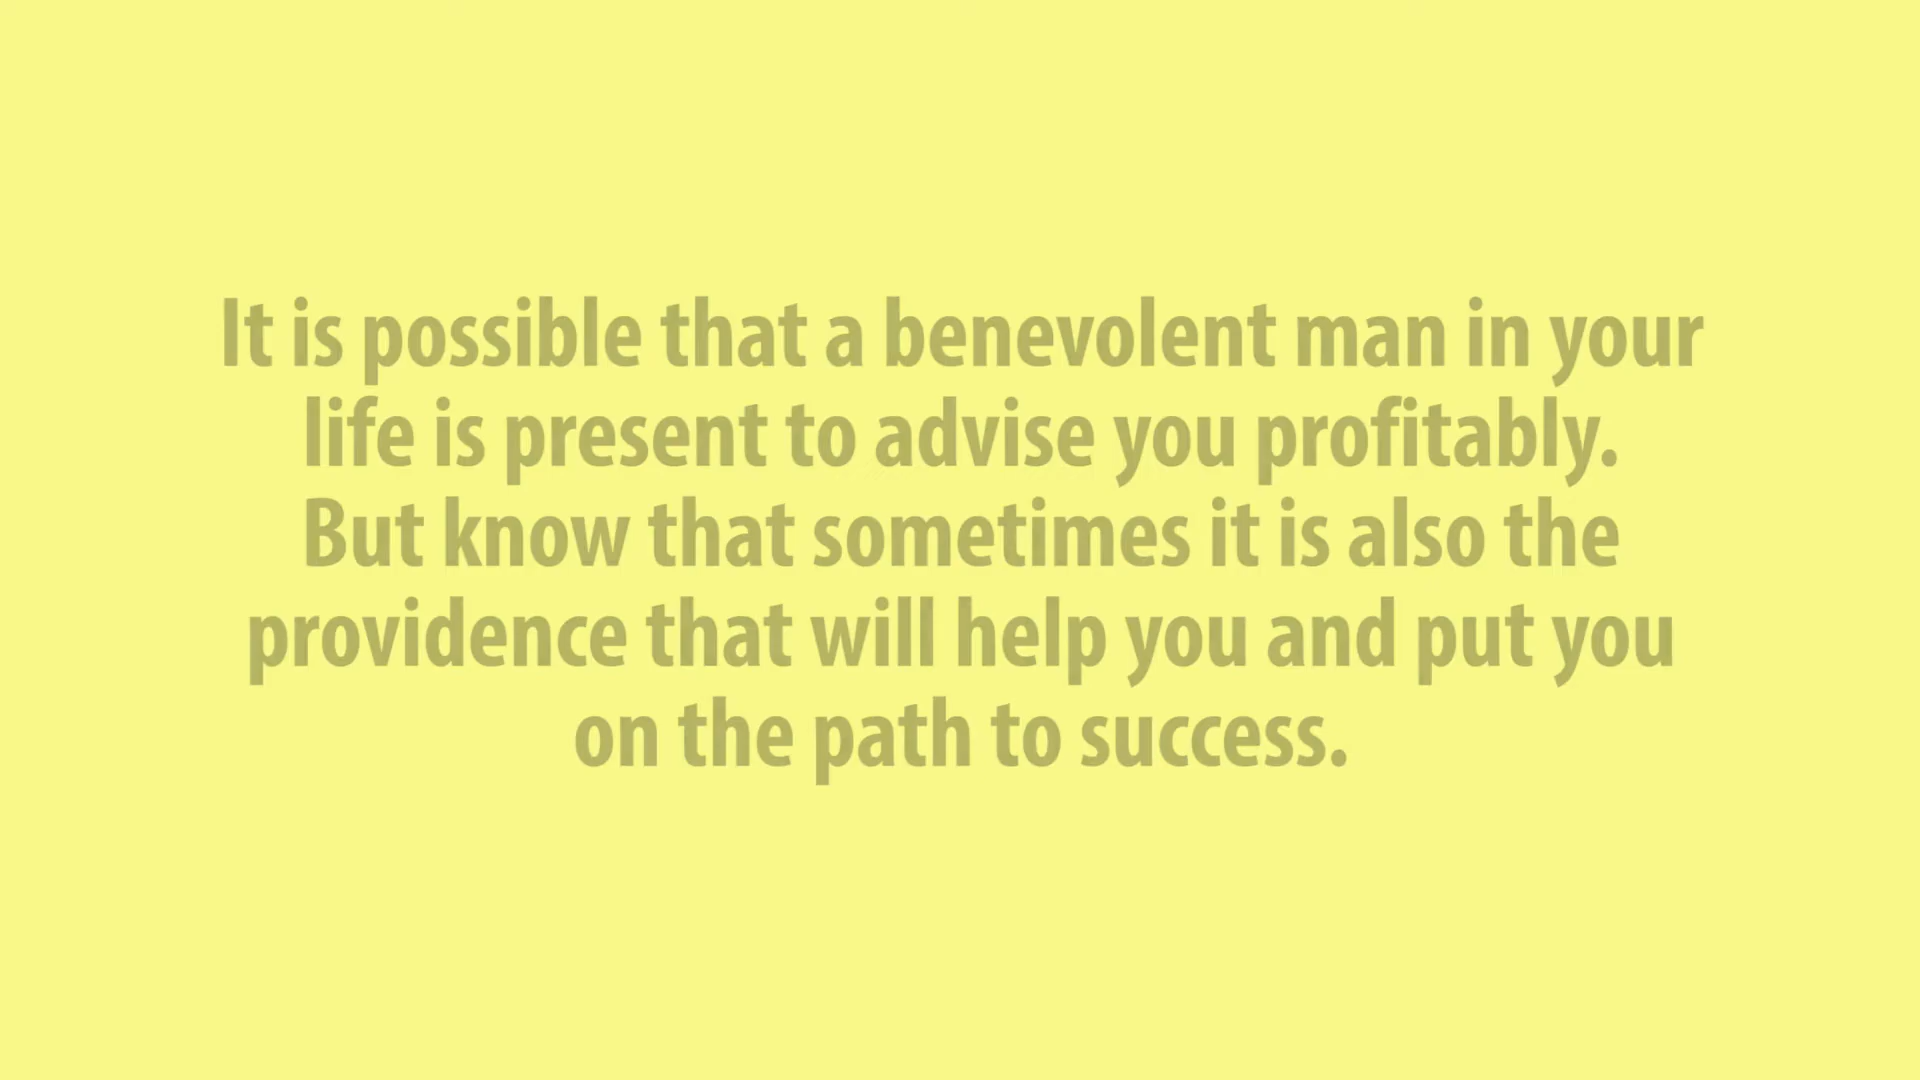 It is possible that a benevolent man in your
life is present to advise you profitably.
But know that sometimes it is also the
providence that will help you and put you
on the path to success.